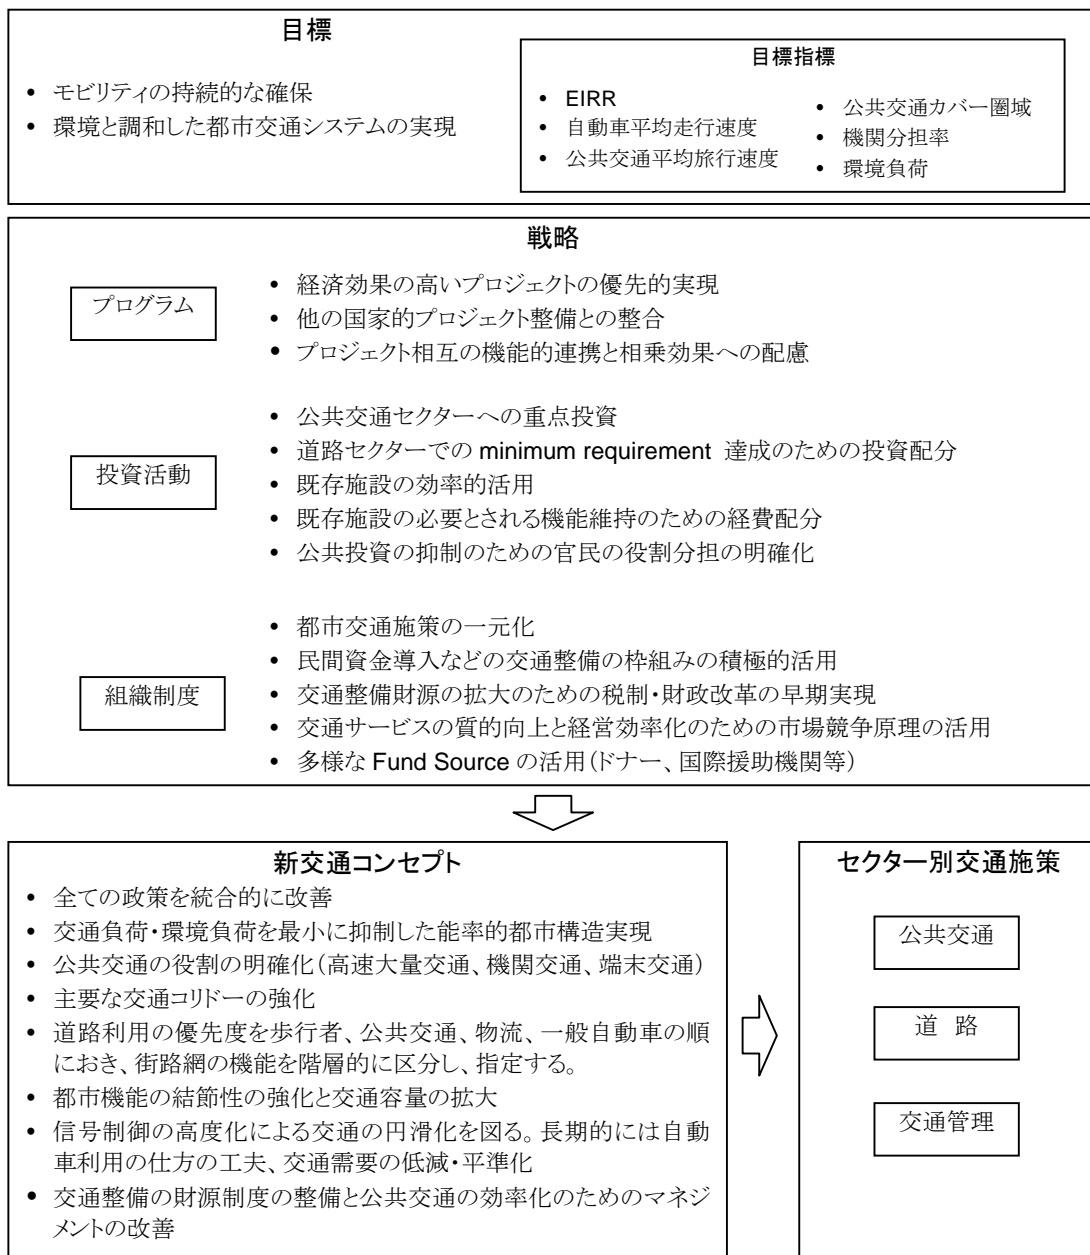 目標
• モビリティの持続的な確保
• 環境と調和した都市交通システムの実現
目標指標
• EIRR
• 自動車平均走行速度
• 公共交通平均旅行速度
• 公共交通カバー圏域
• 機関分担率
• 環境負荷
戦略
プログラム
• 経済効果の高いプロジェクトの優先的実現
• 他の国家的プロジェクト整備との整合
• プロジェクト相互の機能的連携と相乗効果への配慮
投資活動
• 公共交通セクターへの重点投資
• 道路セクターでの minimum requirement 達成のための投資配分
• 既存施設の効率的活用
• 既存施設の必要とされる機能維持のための経費配分
• 公共投資の抑制のための官民の役割分担の明確化
組織制度
• 都市交通施策の一元化
• 民間資金導入などの交通整備の枠組みの積極的活用
• 交通整備財源の拡大のための税制・財政改革の早期実現
• 交通サービスの質的向上と経営効率化のための市場競争原理の活用
• 多様な Fund Source の活用(ドナー、国際援助機関等)
新交通コンセプト
• 全ての政策を統合的に改善
• 交通負荷・環境負荷を最小に抑制した能率的都市構造実現
• 公共交通の役割の明確化(高速大量交通、機関交通、端末交通)
• 主要な交通コリドーの強化
• 道路利用の優先度を歩行者、公共交通、物流、一般自動車の順
におき、街路網の機能を階層的に区分し、指定する。
• 都市機能の結節性の強化と交通容量の拡大
• 信号制御の高度化による交通の円滑化を図る。長期的には自動
車利用の仕方の工夫、交通需要の低減・平準化
• 交通整備の財源制度の整備と公共交通の効率化のためのマネジ
メントの改善
セクター別交通施策
公共交通
道 路
交通管理